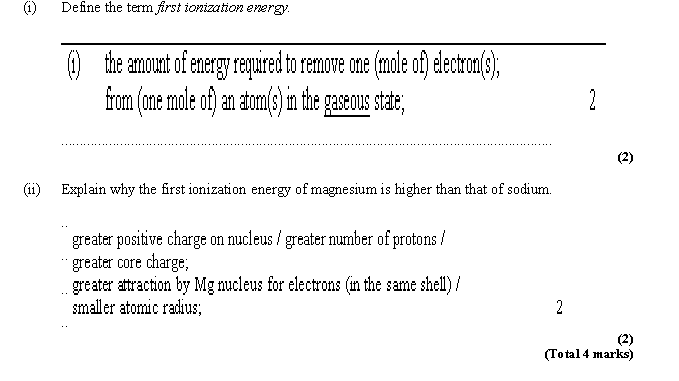 (i) Define the term first ionization energy.
(i) the amount of energy required to remove one (mole of) electron(s);
from (one mole of) an atom(s) in the gaseous state; 2
(2)
(ii) Explain why the first ionization energy of magnesium is higher than that of sodium.
greater positive charge on nucleus / greater number of protons /
greater core charge;
greater attraction by Mg nucleus for electrons (in the same shell) /
smaller atomic radius; 2
(2)
(Total 4 marks)